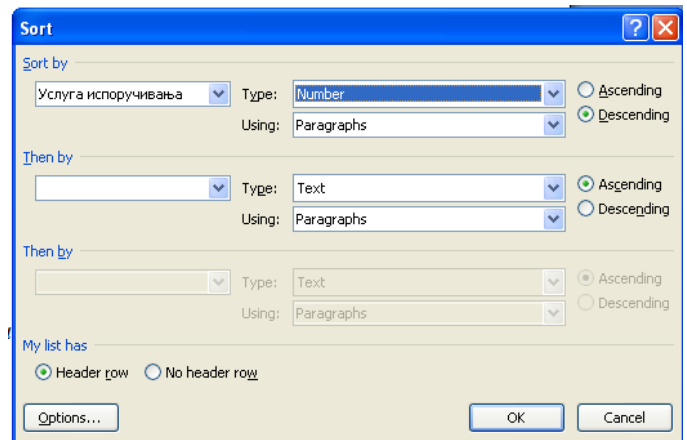 Sort
Sort by
Услуга испоручивања Type: Number Ascending
Using: Paragraphs Descending
Then by
Type: Text Ascending
Using: Paragraphs Descending
Then by
Type: Text Ascending
Using: Paragraphs Descending
My list has
Header row No header row
Options... OK Cancel